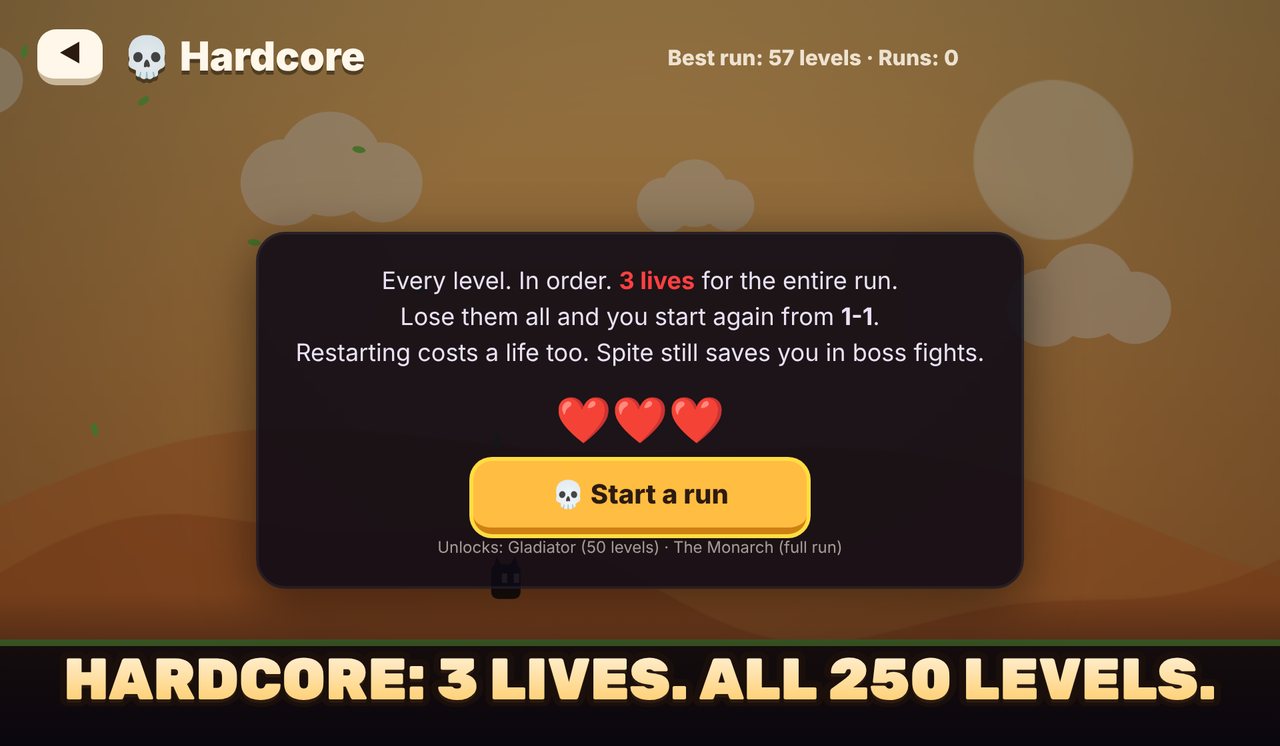 Hardcore
Best run: 57 levels · Runs: 0
Every level. In order. 3 lives for the entire run.
Lose them all and you start again from 1-1.
Restarting costs a life too. Spite still saves you in boss fights.
Start a run
Unlocks: Gladiator (50 levels) · The Monarch (full run)
HARDCORE: 3 LIVES. ALL 250 LEVELS.